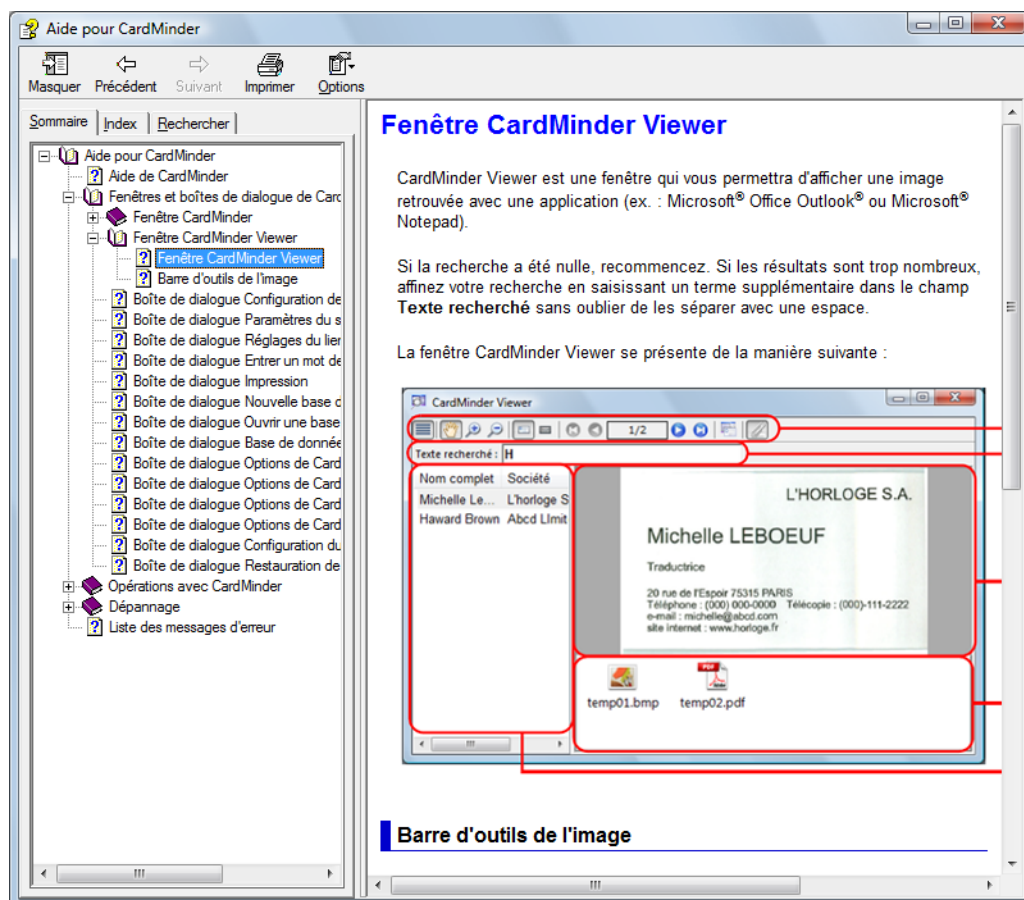 Aide pour CardMinder
Masquer Précédent Suivant Imprimer Options
Sommaire Index Rechercher
Aide pour CardMinder
Aide de CardMinder
Fenêtres et boîtes de dialogue de Card
Fenêtre CardMinder
Fenêtre CardMinder Viewer
Fenêtre CardMinder Viewer
Barre d'outils de l'image
Boîte de dialogue Configuration de
Boîte de dialogue Paramètres du s
Boîte de dialogue Réglages du lien
Boîte de dialogue Entrer un mot de
Boîte de dialogue Impression
Boîte de dialogue Nouvelle base d
Boîte de dialogue Ouvrir une base
Boîte de dialogue Base de donnée
Boîte de dialogue Options de Card
Boîte de dialogue Options de Card
Boîte de dialogue Options de Card
Boîte de dialogue Options de Card
Boîte de dialogue Configuration du
Boîte de dialogue Restauration de
Opérations avec CardMinder
Dépannage
Liste des messages d'erreur
Fenêtre CardMinder Viewer
CardMinder Viewer est une fenêtre qui vous permettra d'afficher une image
retrouvée avec une application (ex. : Microsoft® Office Outlook® ou Microsoft®
Notepad).
Si la recherche a été nulle, recommencez. Si les résultats sont trop nombreux,
affinez votre recherche en saisissant un terme supplémentaire dans le champ
Texte recherché sans oublier de les séparer avec une espace.
La fenêtre CardMinder Viewer se présente de la manière suivante :
CardMinder Viewer
1/2
Texte recherché : H
Nom complet Société
Michelle Le... L'horloge S
Haward Brown Abcd LImit
L'HORLOGE S.A.
Michelle LEBOEUF
Traductrice
20 rue de l'Espoir 75315 PARIS
Téléphone : (000) 000-0000 Télécopie : (000)-111-2222
e-mail : michelle@abcd.com
site internet : www.horloge.fr
temp01.bmp temp02.pdf
Barre d'outils de l'image